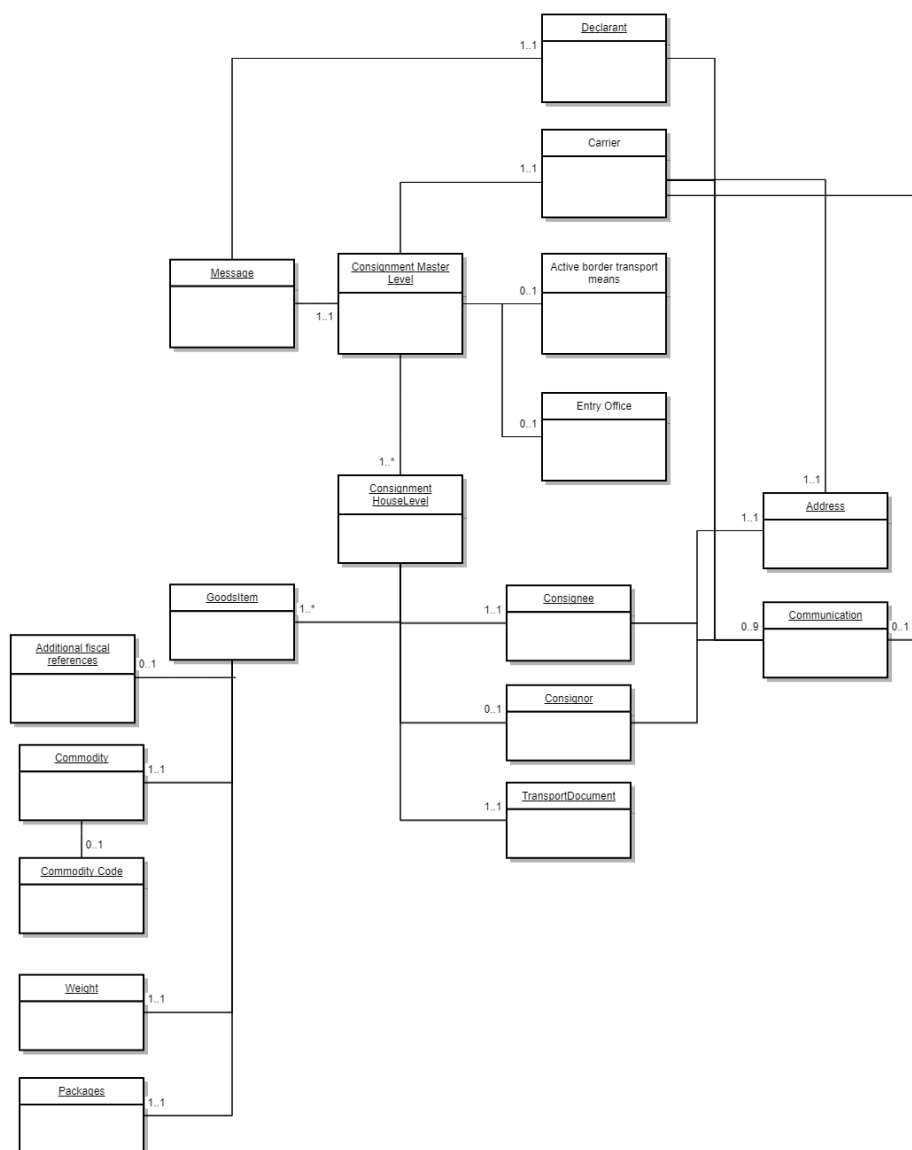 Declarant
1..1
Carrier
1..1
Message
Consignment Master
Level
Active border transport
means
0..1
1..1
Entry Office
0..1
1..*
Consignment
HouseLevel
1..1
Address
1..1
GoodsItem
1..*
Consignee
1..1
Communication
0..9
0..1
Additional fiscal
references
0..1
Consignor
0..1
Commodity
1..1
TransportDocument
1..1
0..1
Commodity Code
Weight
1..1
Packages
1..1